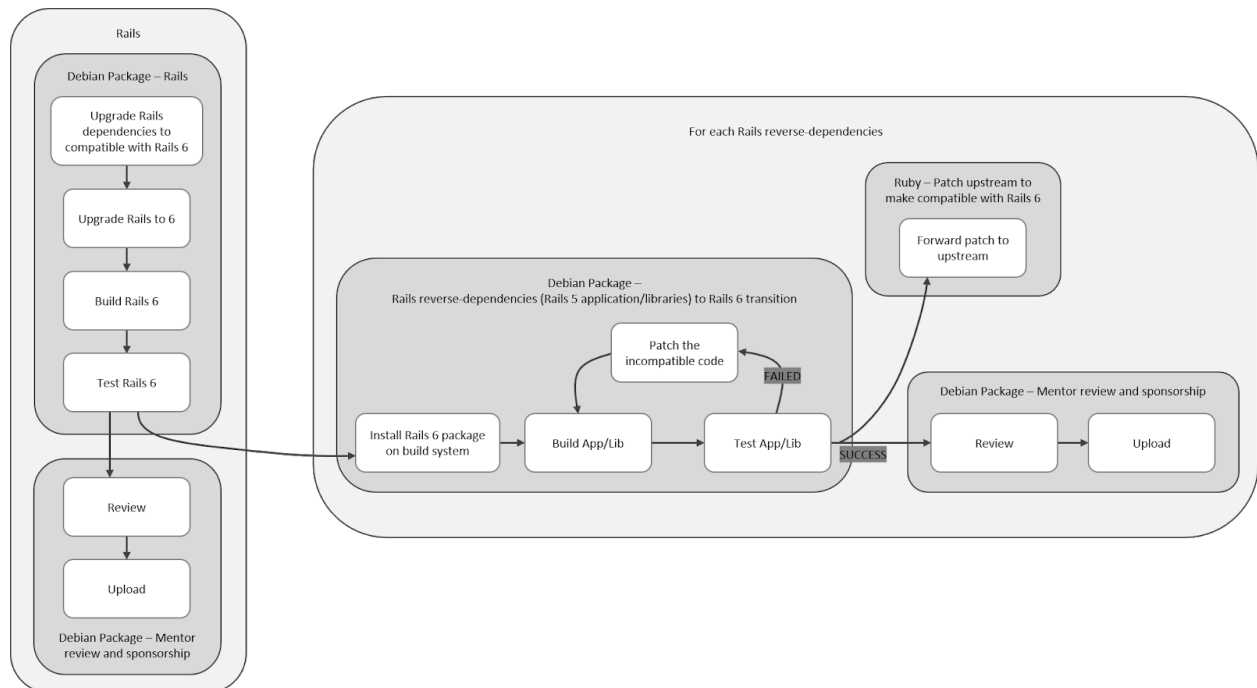 Rails
Debian Package – Rails
Upgrade Rails
dependencies to
compatible with Rails 6
Upgrade Rails to 6
Build Rails 6
Test Rails 6
Review
Upload
Debian Package – Mentor
review and sponsorship
For each Rails reverse-dependencies
Debian Package –
Rails reverse-dependencies (Rails 5 application/libraries) to Rails 6 transition
Patch the
incompatible code
FAILED
Install Rails 6 package
on build system
Build App/Lib
Test App/Lib
SUCCESS
Ruby – Patch upstream to
make compatible with Rails 6
Forward patch to
upstream
Debian Package – Mentor review and sponsorship
Review
Upload